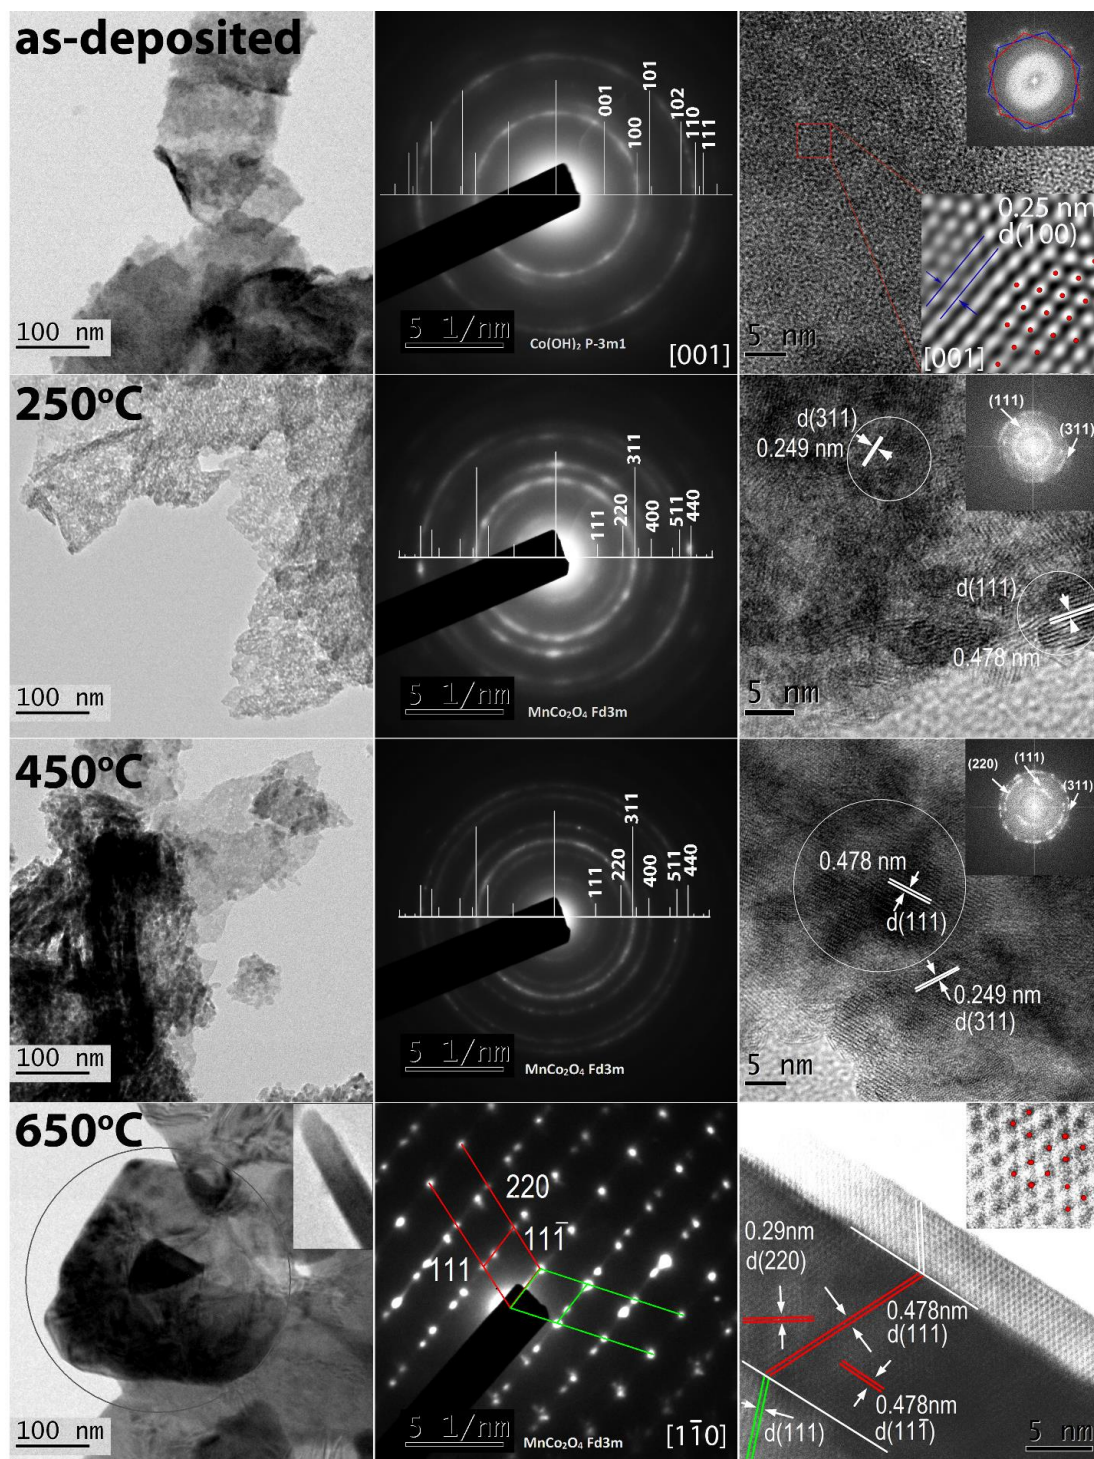 as-deposited
100 nm
001
100
101
102
110
111
5 1/nm
Co(OH)₂ P-3m1
[001]
0.25 nm
d(100)
[001]
5 nm
250ºC
100 nm
111
220
311
400
511
440
5 1/nm
MnCo₂O₄ Fd3m
d(311)
0.249 nm
(111)
(311)
d(111)
0.478 nm
5 nm
450ºC
100 nm
111
220
311
400
511
440
5 1/nm
MnCo₂O₄ Fd3m
(220)
(111)
(311)
0.478 nm
d(111)
0.249 nm
d(311)
5 nm
650ºC
100 nm
220
111̅
111
5 1/nm
MnCo₂O₄ Fd3m
[11̅0]
0.29nm
d(220)
0.478nm
d(111)
0.478nm
d(111̅)
d(111)
5 nm